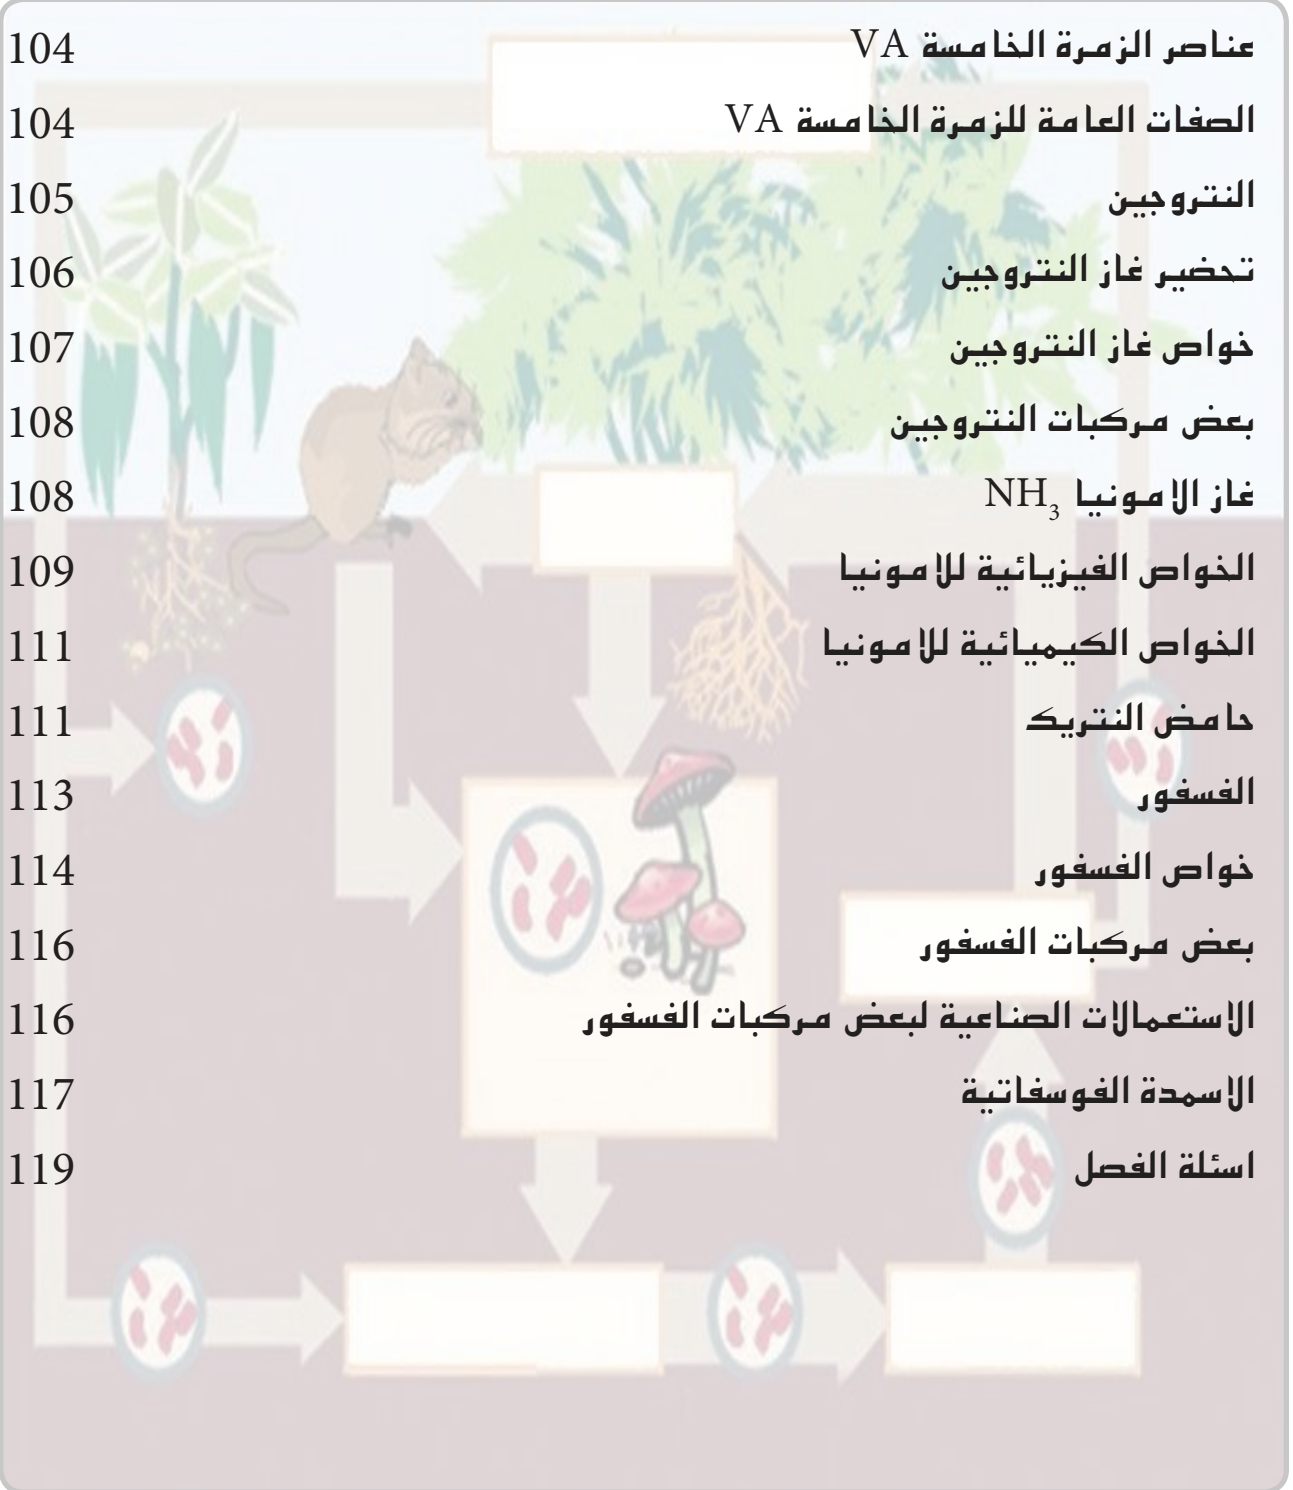 عناصر الزمرة الخامسة VA 104
الصفات العامة للزمرة الخامسة VA 104
النتروجين 105
تحضير غاز النتروجين 106
خواص غاز النتروجين 107
بعض مركبات النتروجين 108
غاز الامونيا NH₃ 108
الخواص الفيزيائية للامونيا 109
الخواص الكيميائية للامونيا 111
حامض النتريك 111
الفسفور 113
خواص الفسفور 114
بعض مركبات الفسفور 116
الاستعمالات الصناعية لبعض مركبات الفسفور 116
الاسمدة الفوسفاتية 117
اسئلة الفصل 119